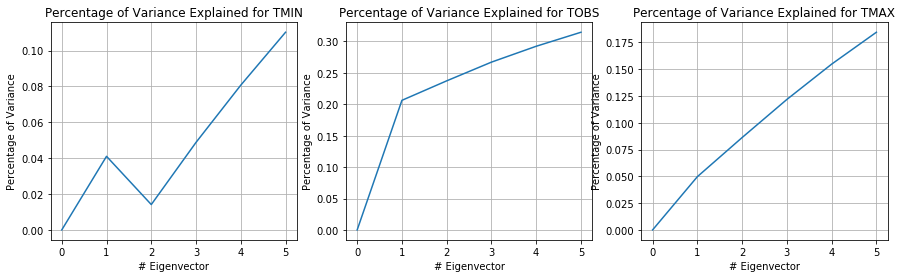 Percentage of Variance Explained for TMIN
Percentage of Variance
0.10
0.08
0.06
0.04
0.02
0.00
0 1 2 3 4 5
# Eigenvector
Percentage of Variance Explained for TOBS
Percentage of Variance
0.30
0.25
0.20
0.15
0.10
0.05
0.00
0 1 2 3 4 5
# Eigenvector
Percentage of Variance Explained for TMAX
Percentage of Variance
0.175
0.150
0.125
0.100
0.075
0.050
0.025
0.000
0 1 2 3 4 5
# Eigenvector